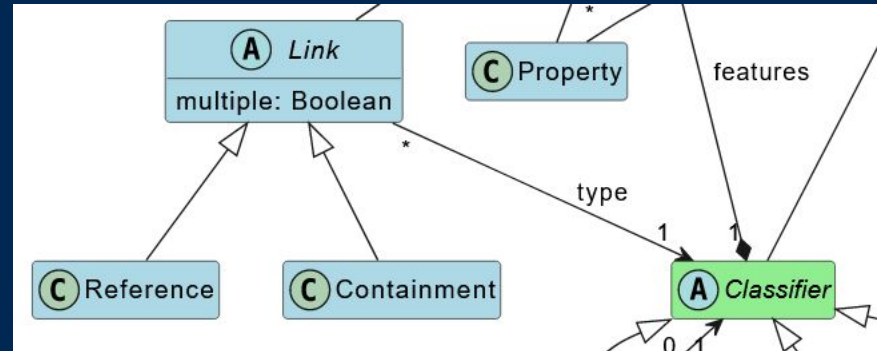 *
A Link
C Property
features
multiple: Boolean
*
type
1
1
C Reference
C Containment
A Classifier
0 1